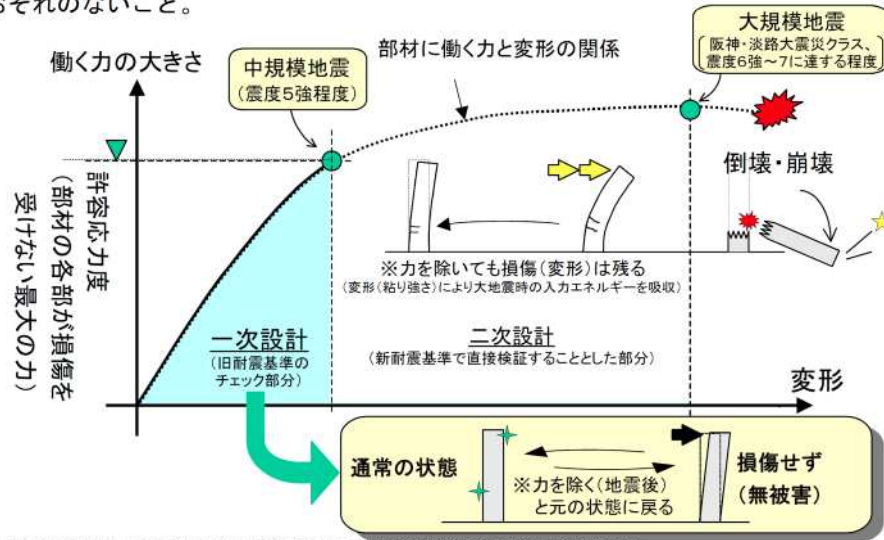 おそれのないこと。
働く力の大きさ
中規模地震
(震度5強程度)
部材に働く力と変形の関係
大規模地震
阪神・淡路大震災クラス、
震度6強～7に達する程度
倒壊・崩壊
許容応力度
(部材の各部が損傷を
受けない最大の力)
※力を除いても損傷(変形)は残る
(変形(粘り強さ)により大地震時の入力エネルギーを吸収)
一次設計
(旧耐震基準の
チェック部分)
二次設計
(新耐震基準で直接検証することとした部分)
変形
通常の状態
※力を除く(地震後)
と元の状態に戻る
損傷せず
(無被害)